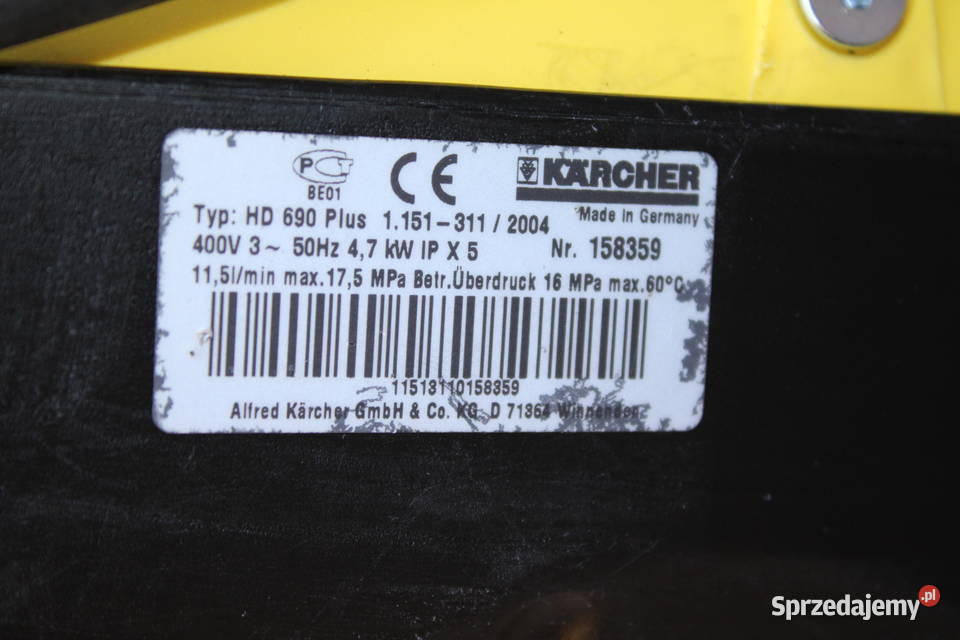 PCT
BE01
CE
KÄRCHER
Made in Germany
Typ: HD 690 Plus 1.151-311 / 2004
400V 3~ 50Hz 4,7 kW IP X 5 Nr. 158359
11,5l/min max.17,5 MPa Betr.Überdruck 16 MPa max.60°C
11513110158359
Alfred Kärcher GmbH & Co. KG D 71364 Winnenden
Sprzedajemy.pl